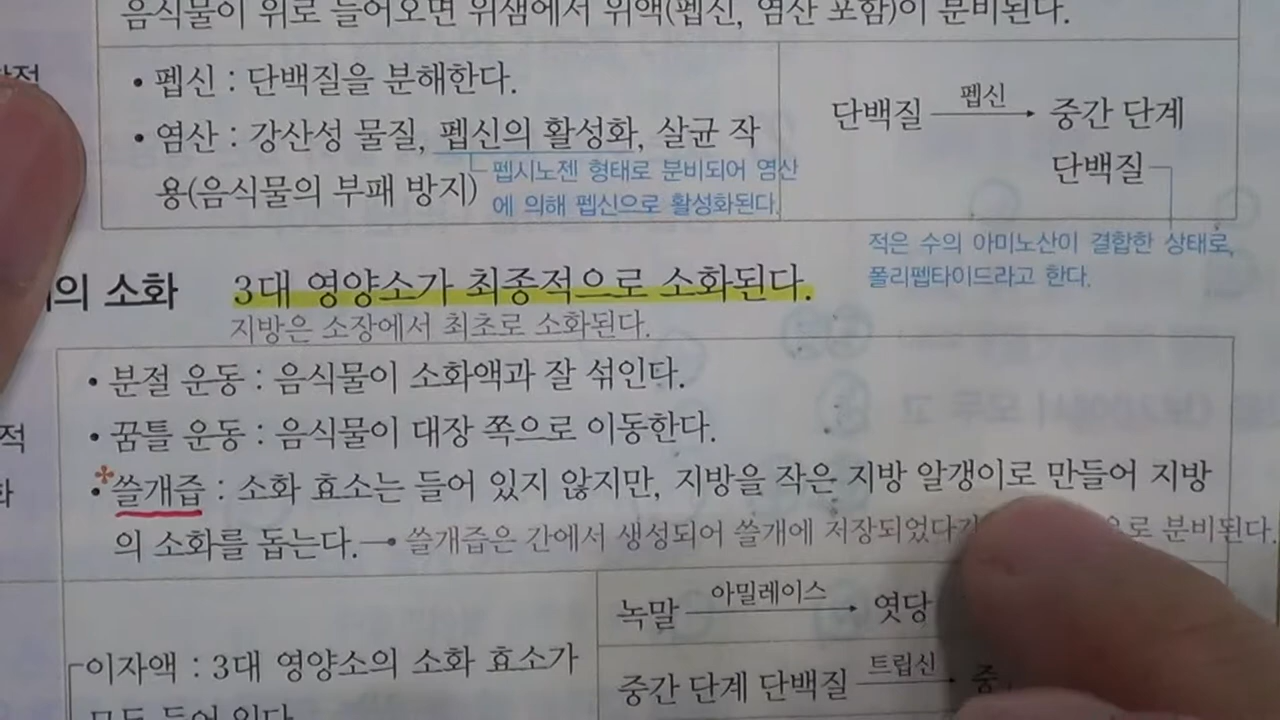 음식물이 위로 들어오면 위샘에서 위액(펩신, 염산 포함)이 분비된다.
• 펩신 : 단백질을 분해한다.
• 염산 : 강산성 물질, 펩신의 활성화, 살균 작
용(음식물의 부패 방지)
펩시노젠 형태로 분비되어 염산
에 의해 펩신으로 활성화된다.
단백질 펩신 → 중간 단계
단백질
적은 수의 아미노산이 결합한 상태로,
폴리펩타이드라고 한다.
의 소화 3대 영양소가 최종적으로 소화된다.
지방은 소장에서 최초로 소화된다.
• 분절 운동 : 음식물이 소화액과 잘 섞인다.
적 • 꿈틀 운동 : 음식물이 대장 쪽으로 이동한다.
화 • *쓸개즙 : 소화 효소는 들어 있지 않지만, 지방을 작은 지방 알갱이로 만들어 지방
의 소화를 돕는다. → • 쓸개즙은 간에서 생성되어 쓸개에 저장되었다가 으로 분비된다.
녹말 아밀레이스 → 엿당
이자액 : 3대 영양소의 소화 효소가
중간 단계 단백질 트립신 → 중
모두 들어 있다.